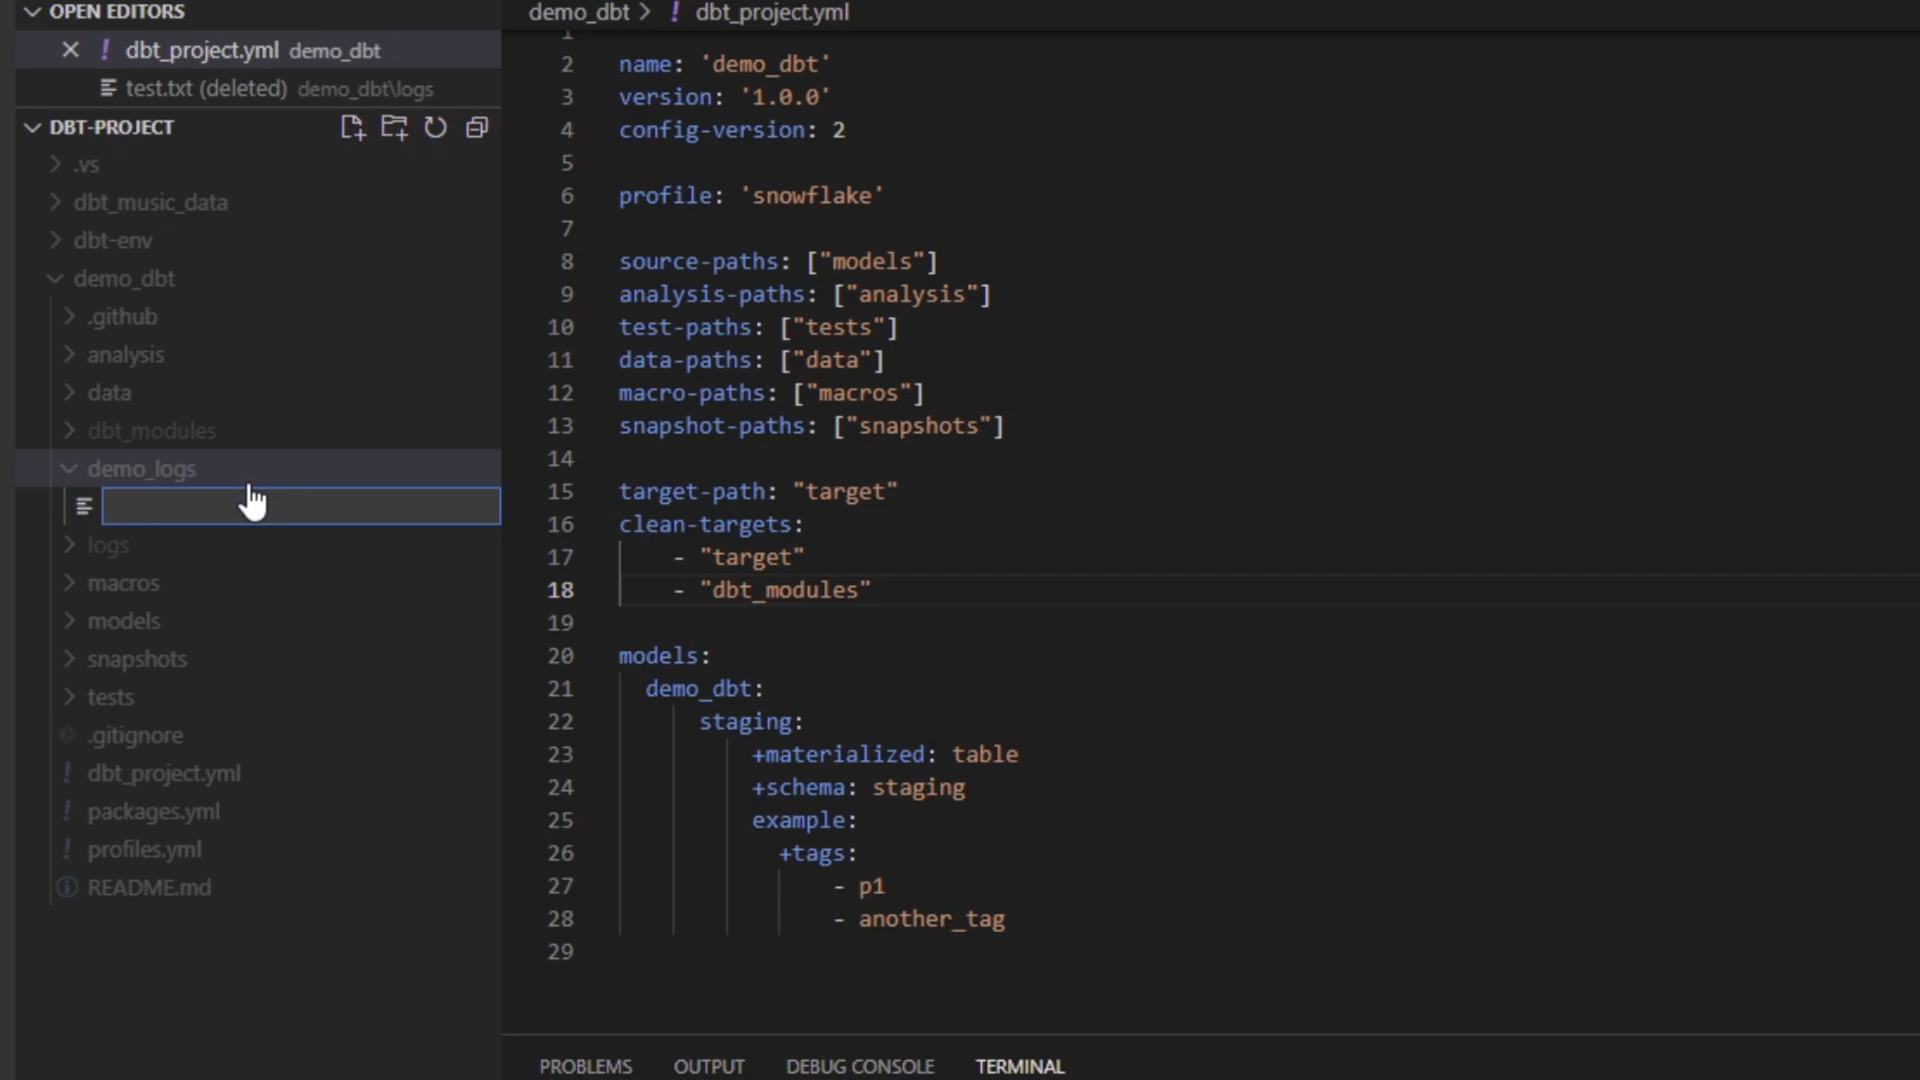 OPEN EDITORS
dbt_project.yml demo_dbt
test.txt (deleted) demo_dbt\logs
DBT-PROJECT
.vs
dbt_music_data
dbt-env
demo_dbt
.github
analysis
data
dbt_modules
demo_logs
logs
macros
models
snapshots
tests
.gitignore
dbt_project.yml
packages.yml
profiles.yml
README.md
demo_dbt > ! dbt_project.yml
1
2 name: 'demo_dbt'
3 version: '1.0.0'
4 config-version: 2
5
6 profile: 'snowflake'
7
8 source-paths: ["models"]
9 analysis-paths: ["analysis"]
10 test-paths: ["tests"]
11 data-paths: ["data"]
12 macro-paths: ["macros"]
13 snapshot-paths: ["snapshots"]
14
15 target-path: "target"
16 clean-targets:
17 - "target"
18 - "dbt_modules"
19
20 models:
21 demo_dbt:
22 staging:
23 +materialized: table
24 +schema: staging
25 example:
26 +tags:
27 - p1
28 - another_tag
29
PROBLEMS OUTPUT DEBUG CONSOLE TERMINAL